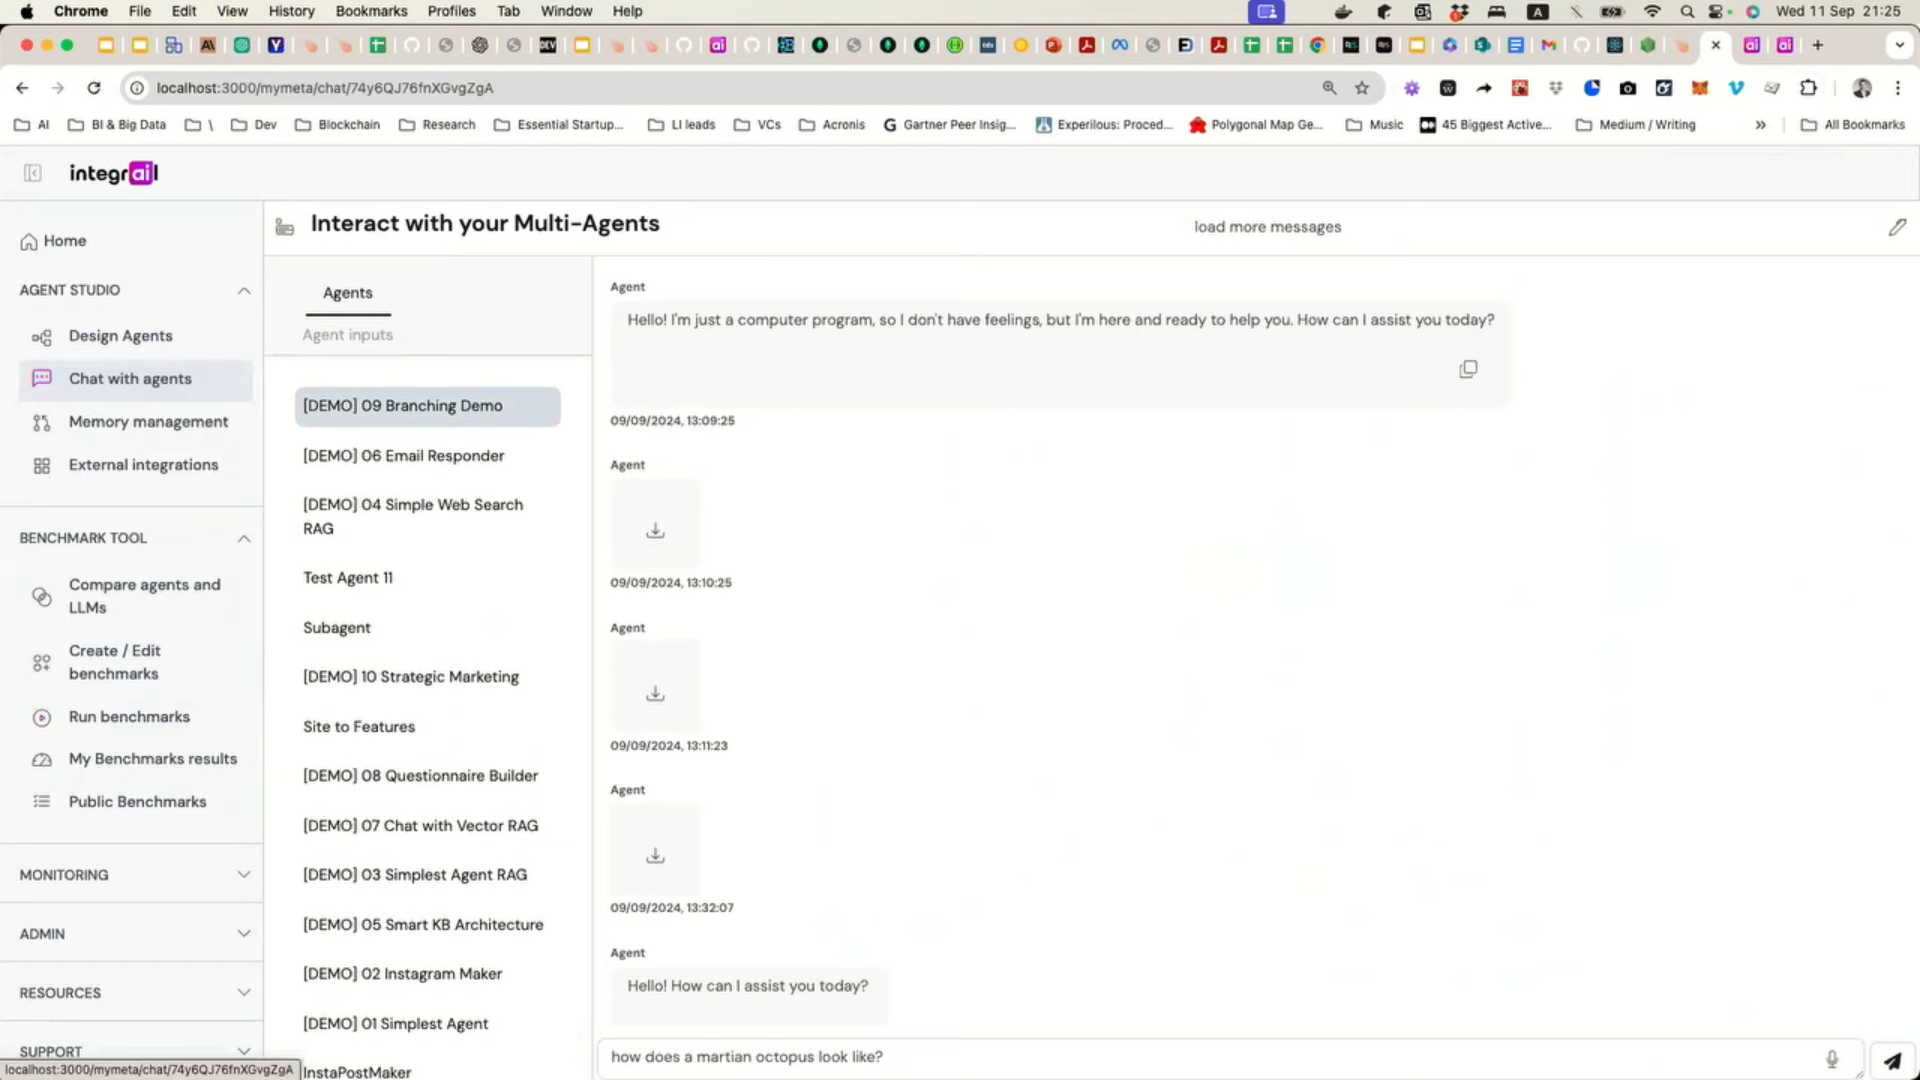 Chrome File Edit View History Bookmarks Profiles Tab Window Help A Wed 11 Sep 21:25
localhost:3000/mymeta/chat/74y6QJ76fnXGvgZgA
AI BI & Big Data \ Dev Blockchain Research Essential Startup... LI leads VCs Acronis Gartner Peer Insig... Experilous: Proced... Polygonal Map Ge... Music 45 Biggest Active... Medium / Writing » All Bookmarks
integrail
Interact with your Multi-Agents
load more messages
Home
AGENT STUDIO
Design Agents
Chat with agents
Memory management
External integrations
BENCHMARK TOOL
Compare agents and
LLMs
Create / Edit
benchmarks
Run benchmarks
My Benchmarks results
Public Benchmarks
MONITORING
ADMIN
RESOURCES
SUPPORT
localhost:3000/mymeta/chat/74y6QJ76fnXGvgZgA
Agents
Agent inputs
[DEMO] 09 Branching Demo
[DEMO] 06 Email Responder
[DEMO] 04 Simple Web Search
RAG
Test Agent 11
Subagent
[DEMO] 10 Strategic Marketing
Site to Features
[DEMO] 08 Questionnaire Builder
[DEMO] 07 Chat with Vector RAG
[DEMO] 03 Simplest Agent RAG
[DEMO] 05 Smart KB Architecture
[DEMO] 02 Instagram Maker
[DEMO] 01 Simplest Agent
InstaPostMaker
Agent
Hello! I'm just a computer program, so I don't have feelings, but I'm here and ready to help you. How can I assist you today?
09/09/2024, 13:09:25
Agent
09/09/2024, 13:10:25
Agent
09/09/2024, 13:11:23
Agent
09/09/2024, 13:32:07
Agent
Hello! How can I assist you today?
how does a martian octopus look like?